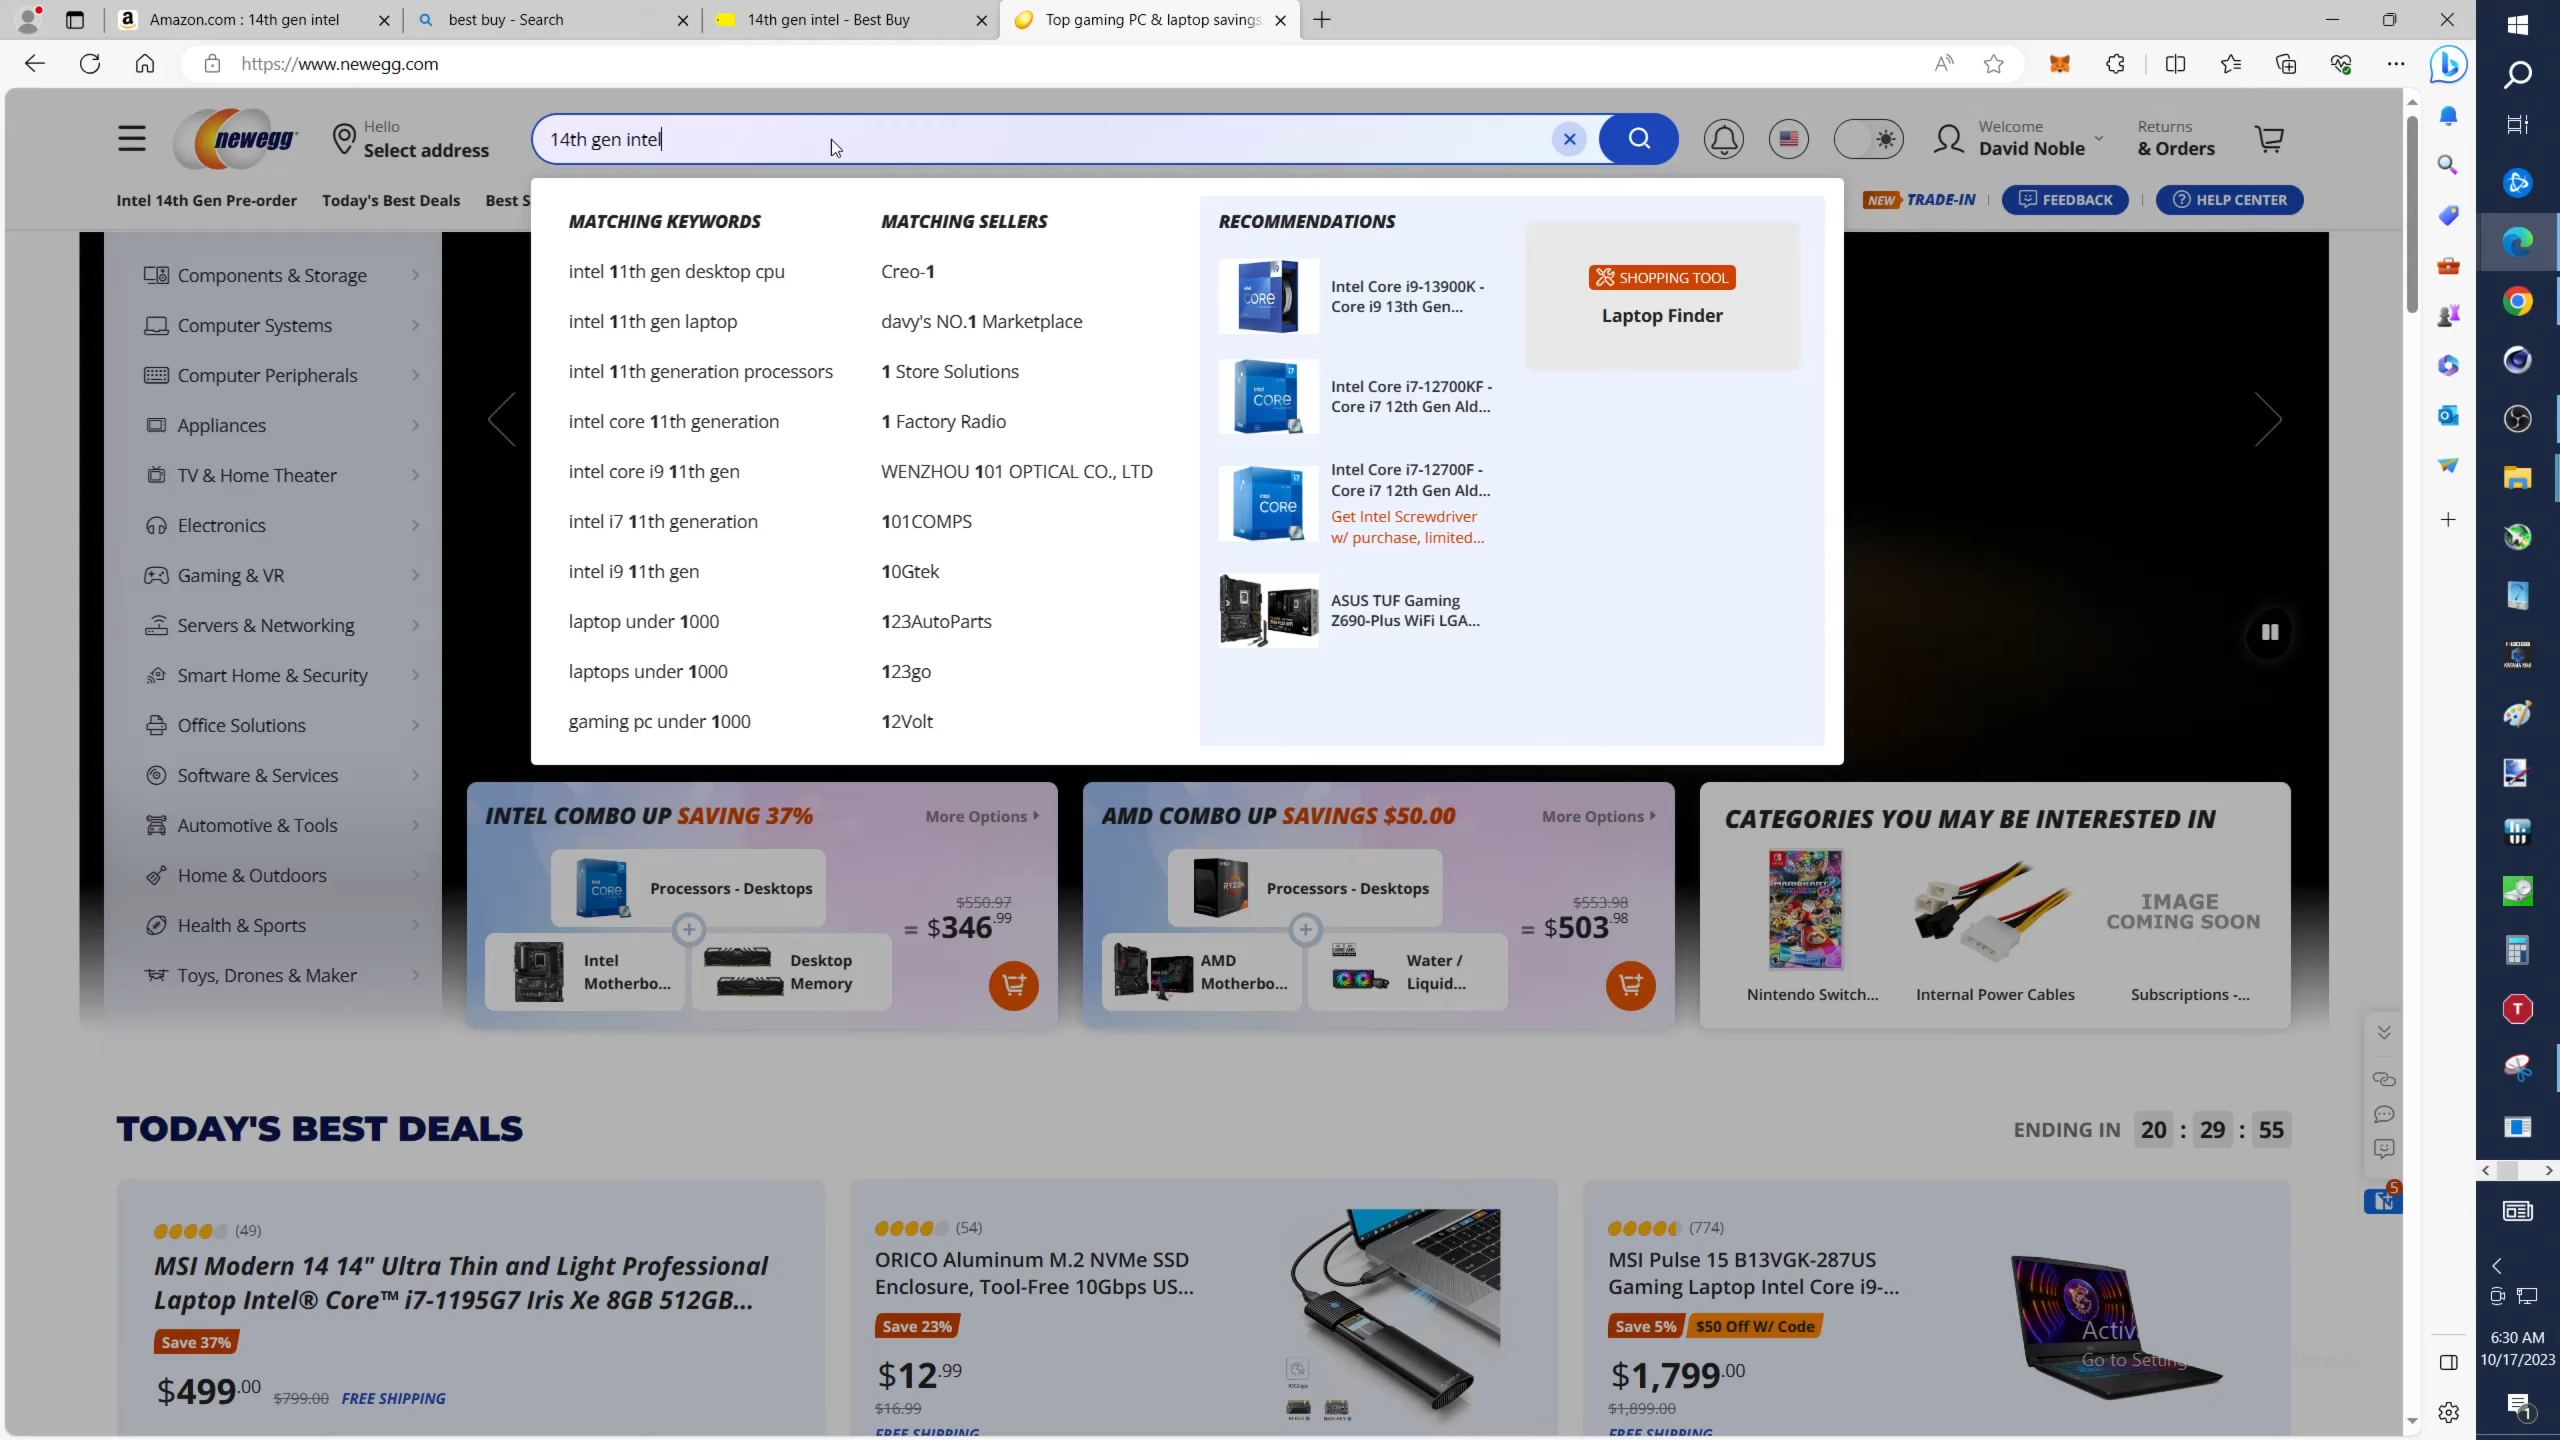 Amazon.com : 14th gen intel
best buy - Search
14th gen intel - Best Buy
Top gaming PC & laptop savings
https://www.newegg.com
newegg
Hello
Select address
14th gen intel
Welcome
David Noble
Returns
& Orders
Intel 14th Gen Pre-order
Today's Best Deals
Best S
NEW TRADE-IN
FEEDBACK
HELP CENTER
MATCHING KEYWORDS
intel 11th gen desktop cpu
intel 11th gen laptop
intel 11th generation processors
intel core 11th generation
intel core i9 11th gen
intel i7 11th generation
intel i9 11th gen
laptop under 1000
laptops under 1000
gaming pc under 1000
MATCHING SELLERS
Creo-1
davy's NO.1 Marketplace
1 Store Solutions
1 Factory Radio
WENZHOU 101 OPTICAL CO., LTD
101COMPS
10Gtek
123AutoParts
123go
12Volt
RECOMMENDATIONS
Intel Core i9-13900K -
Core i9 13th Gen...
Intel Core i7-12700KF -
Core i7 12th Gen Ald...
Intel Core i7-12700F -
Core i7 12th Gen Ald...
Get Intel Screwdriver
w/ purchase, limited...
ASUS TUF Gaming
Z690-Plus WiFi LGA...
SHOPPING TOOL
Laptop Finder
Components & Storage
Computer Systems
Computer Peripherals
Appliances
TV & Home Theater
Electronics
Gaming & VR
Servers & Networking
Smart Home & Security
Office Solutions
Software & Services
Automotive & Tools
Home & Outdoors
Health & Sports
Toys, Drones & Maker
INTEL COMBO UP SAVING 37%
More Options
Processors - Desktops
Intel
Motherbo...
Desktop
Memory
$550.97
= $346.99
AMD COMBO UP SAVINGS $50.00
More Options
Processors - Desktops
AMD
Motherbo...
Water /
Liquid...
$553.98
= $503.98
CATEGORIES YOU MAY BE INTERESTED IN
IMAGE
COMING SOON
Nintendo Switch...
Internal Power Cables
Subscriptions -...
TODAY'S BEST DEALS
ENDING IN 20 : 29 : 55
(49)
MSI Modern 14 14" Ultra Thin and Light Professional
Laptop Intel® Core™ i7-1195G7 Iris Xe 8GB 512GB...
Save 37%
$499.00 $799.00 FREE SHIPPING
(54)
ORICO Aluminum M.2 NVMe SSD
Enclosure, Tool-Free 10Gbps US...
Save 23%
$12.99
$16.99
FREE SHIPPING
(774)
MSI Pulse 15 B13VGK-287US
Gaming Laptop Intel Core i9-...
Save 5%
$50 Off W/ Code
$1,799.00
$1,899.00
FREE SHIPPING
Activ
Go to Setting
5
6:30 AM
10/17/2023
1